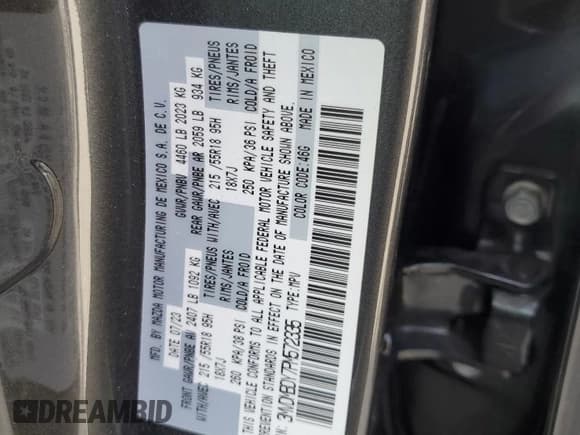 MFD. BY MAZDA MOTOR MANUFACTURING DE MEXICO S.A. DE C.V.
DATE 07/23 GVWR/PNBV 4460 LB 2023 KG
FRONT GAWR/PNBE AV 2407 LB 1092 KG REAR GAWR/PNBE AR 2059 LB 934 KG
WITH/AVEC 215/55R18 95H TIRES/PNEUS WITH/AVEC 215/55R18 95H TIRES/PNEUS
18X7J RIMS/JANTES 18X7J RIMS/JANTES
260 KPA/38 PSI COLD/A FROID 250 KPA/36 PSI COLD/A FROID
VEHICLE CONFORMS TO ALL APPLICABLE FEDERAL MOTOR VEHICLE SAFETY AND THEFT
PREVENTION STANDARDS IN EFFECT ON THE DATE OF MANUFACTURE SHOWN ABOVE.
TYPE:MPV COLOR CODE:46G MADE IN MEXICO
DREAMBID